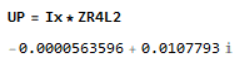 UP = Ix * ZR4L2
-0.0000563596 + 0.0107793 i